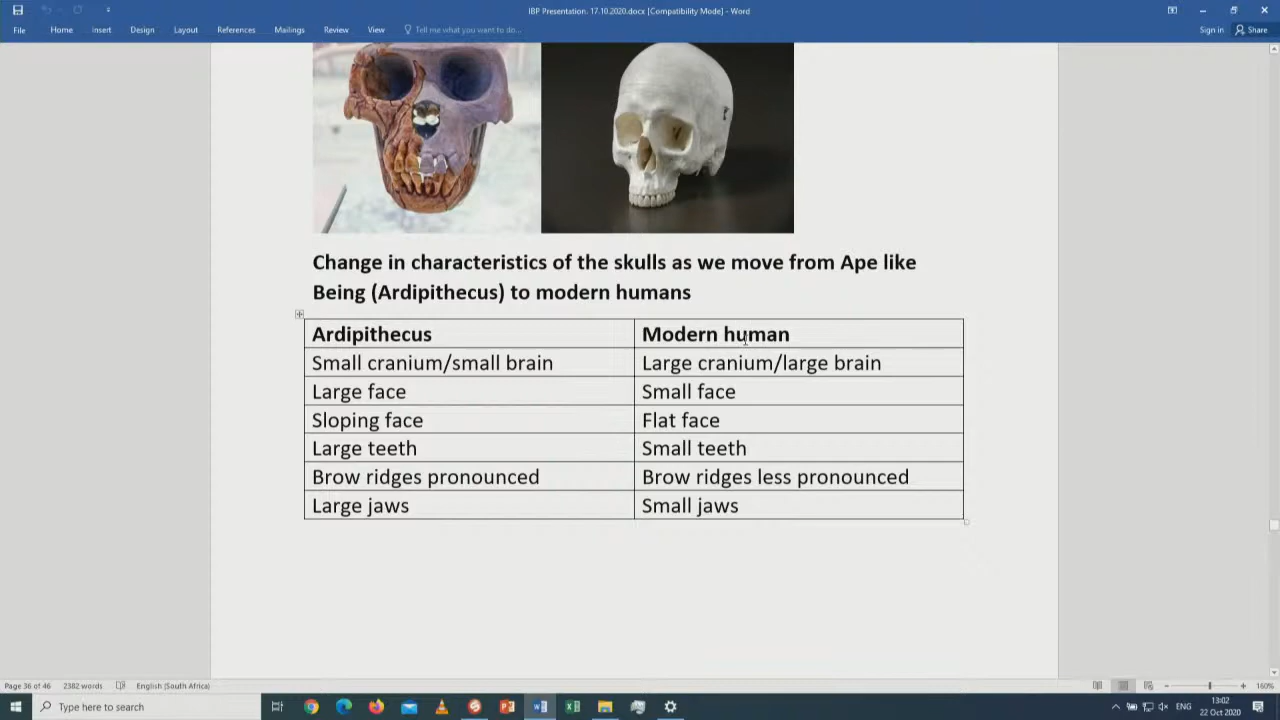 IBP Presentation. 17.10.2020.docx [Compatibility Mode] - Word
File Home Insert Design Layout References Mailings Review View Tell me what you want to do... Sign in Share
Change in characteristics of the skulls as we move from Ape like
Being (Ardipithecus) to modern humans
Ardipithecus Modern human
Small cranium/small brain Large cranium/large brain
Large face Small face
Sloping face Flat face
Large teeth Small teeth
Brow ridges pronounced Brow ridges less pronounced
Large jaws Small jaws
Page 36 of 46 2382 words English (South Africa) 160%
Type here to search ENG 13:02
22 Oct 2020